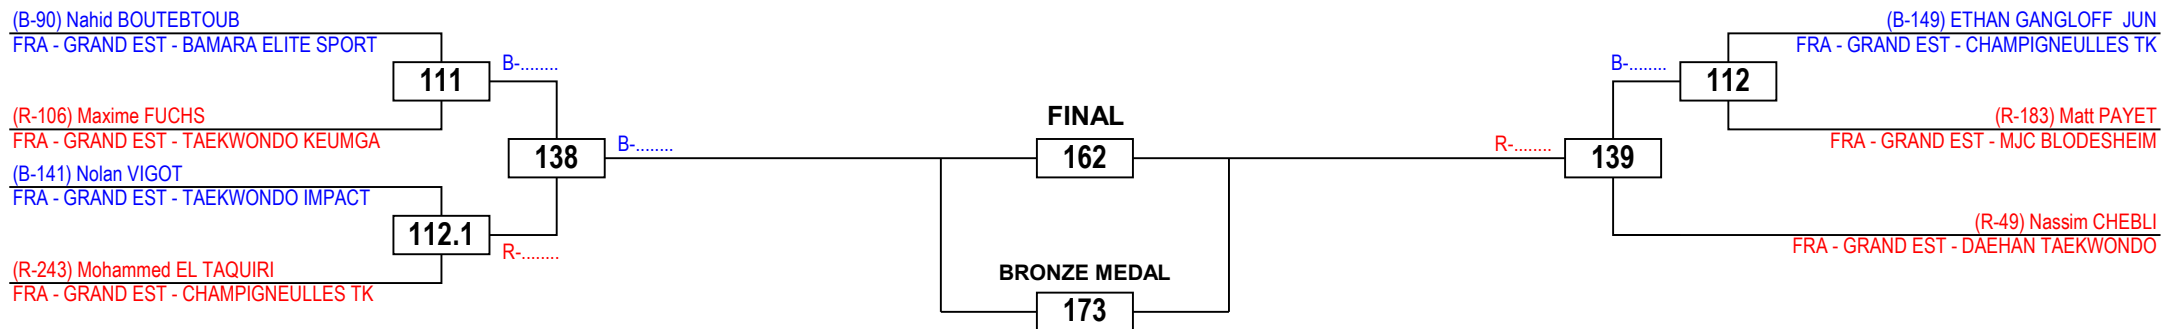 (B-90) Nahid BOUTEBTOUB
FRA - GRAND EST - BAMARA ELITE SPORT
111
B-........
(R-106) Maxime FUCHS
FRA - GRAND EST - TAEKWONDO KEUMGA
138
B-........
(B-141) Nolan VIGOT
FRA - GRAND EST - TAEKWONDO IMPACT
112.1
R-........
(R-243) Mohammed EL TAQUIRI
FRA - GRAND EST - CHAMPIGNEULLES TK
FINAL
162
BRONZE MEDAL
173
(B-149) ETHAN GANGLOFF  JUN
FRA - GRAND EST - CHAMPIGNEULLES TK
B-........
112
(R-183) Matt PAYET
FRA - GRAND EST - MJC BLODESHEIM
R-........
139
(R-49) Nassim CHEBLI
FRA - GRAND EST - DAEHAN TAEKWONDO